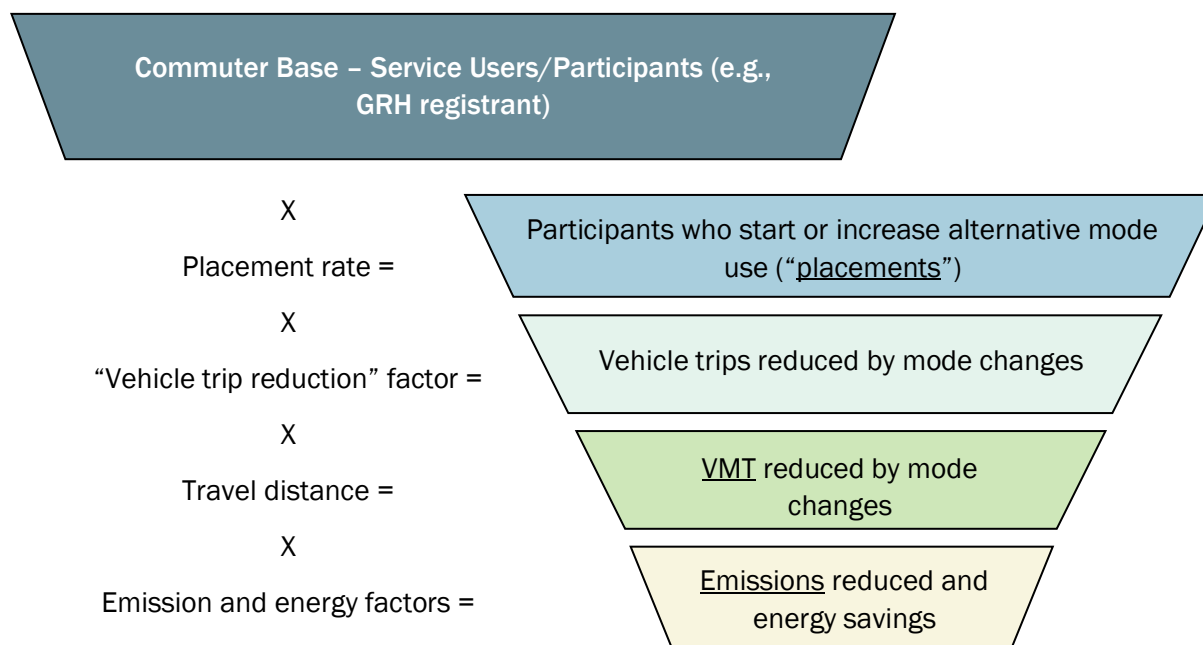 Commuter Base – Service Users/Participants (e.g.,
GRH registrant)
X
Placement rate =
Participants who start or increase alternative mode
use (“placements”)
X
“Vehicle trip reduction” factor =
Vehicle trips reduced by mode changes
X
Travel distance =
VMT reduced by mode
changes
X
Emission and energy factors =
Emissions reduced and
energy savings